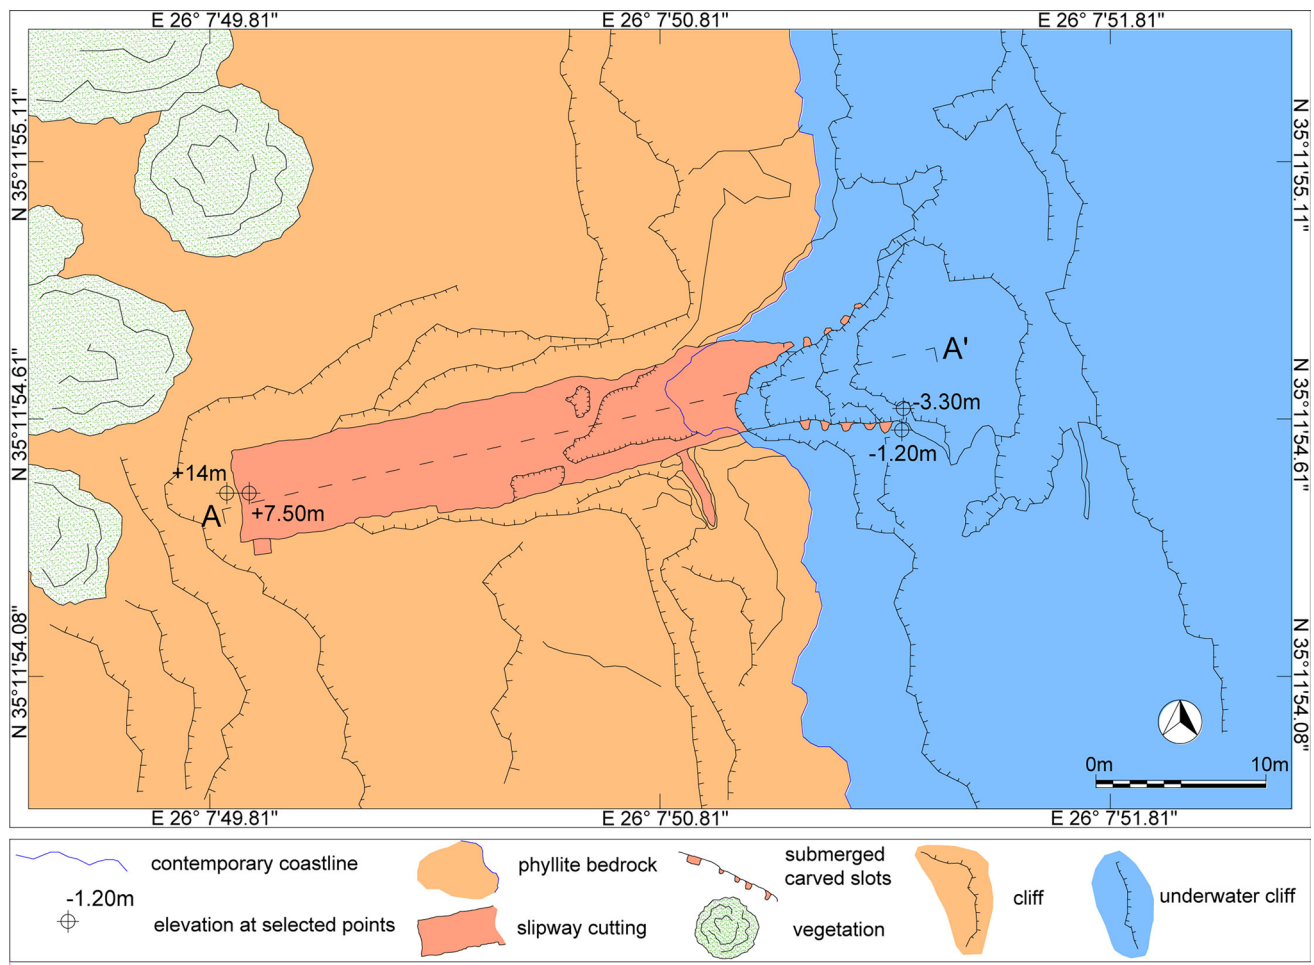 E 26° 7'49.81"
E 26° 7'50.81"
E 26° 7'51.81"
N 35°11'55.11"
N 35°11'55.11"
N 35°11'54.61"
N 35°11'54.61"
A'
-3.30m
-1.20m
+14m
A
+7.50m
N 35°11'54.08"
N 35°11'54.08"
0m
10m
E 26° 7'49.81"
E 26° 7'50.81"
E 26° 7'51.81"
contemporary coastline
-1.20m
elevation at selected points
phyllite bedrock
slipway cutting
submerged
carved slots
vegetation
cliff
underwater cliff